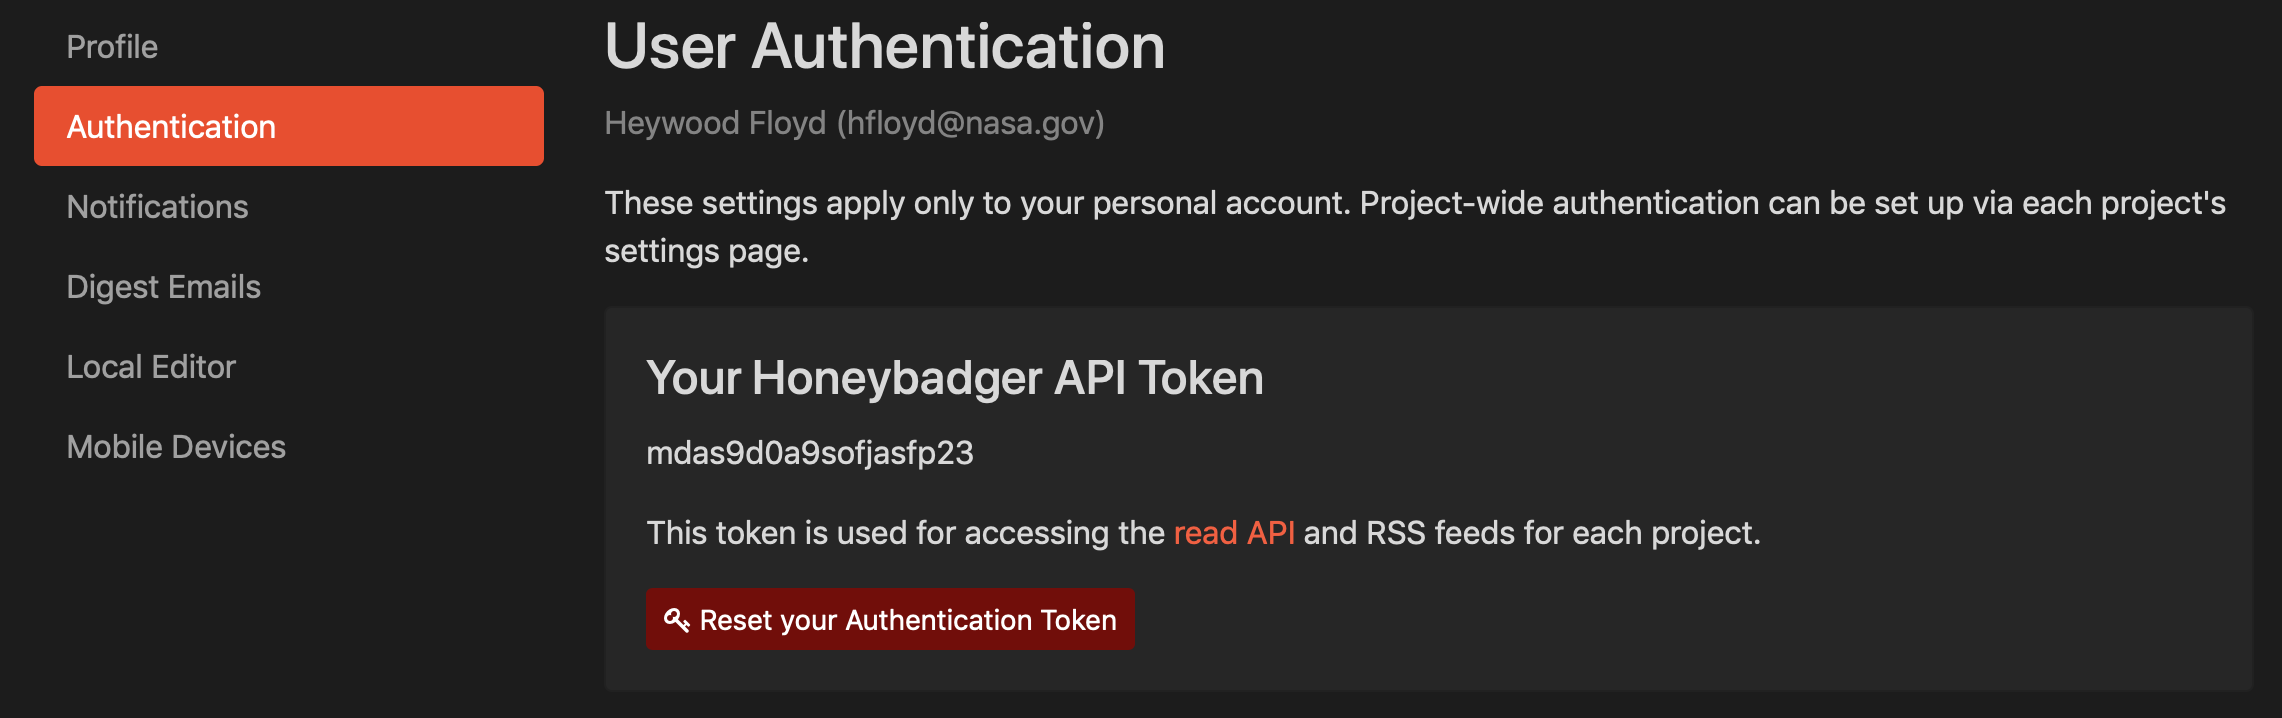 Profile
Authentication
Notifications
Digest Emails
Local Editor
Mobile Devices
User Authentication
Heywood Floyd (hfloyd@nasa.gov)
These settings apply only to your personal account. Project-wide authentication can be set up via each project's
settings page.
Your Honeybadger API Token
mdas9d0a9sofjasfp23
This token is used for accessing the read API and RSS feeds for each project.
Reset your Authentication Token